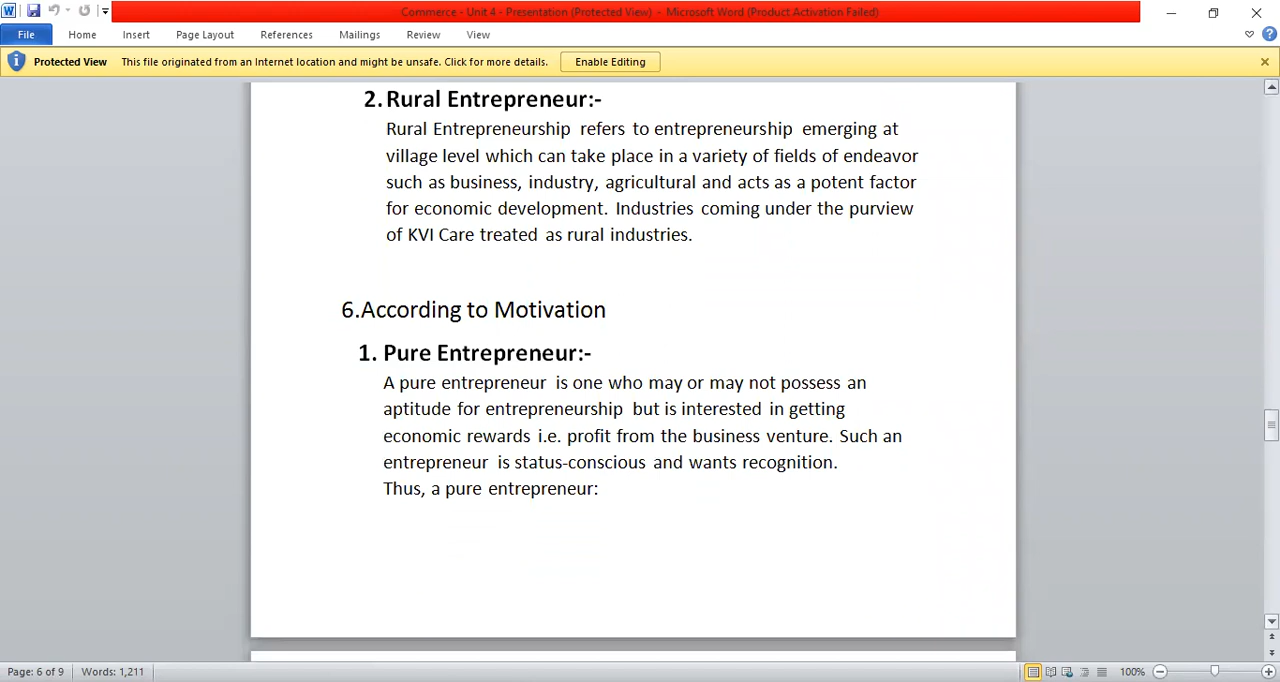 Commerce - Unit 4 - Presentation (Protected View) - Microsoft Word (Product Activation Failed)
File Home Insert Page Layout References Mailings Review View
Protected View This file originated from an Internet location and might be unsafe. Click for more details. Enable Editing
2. Rural Entrepreneur:-
Rural Entrepreneurship refers to entrepreneurship emerging at
village level which can take place in a variety of fields of endeavor
such as business, industry, agricultural and acts as a potent factor
for economic development. Industries coming under the purview
of KVI Care treated as rural industries.
6.According to Motivation
1. Pure Entrepreneur:-
A pure entrepreneur is one who may or may not possess an
aptitude for entrepreneurship but is interested in getting
economic rewards i.e. profit from the business venture. Such an
entrepreneur is status-conscious and wants recognition.
Thus, a pure entrepreneur:
Page: 6 of 9 Words: 1,211 100%